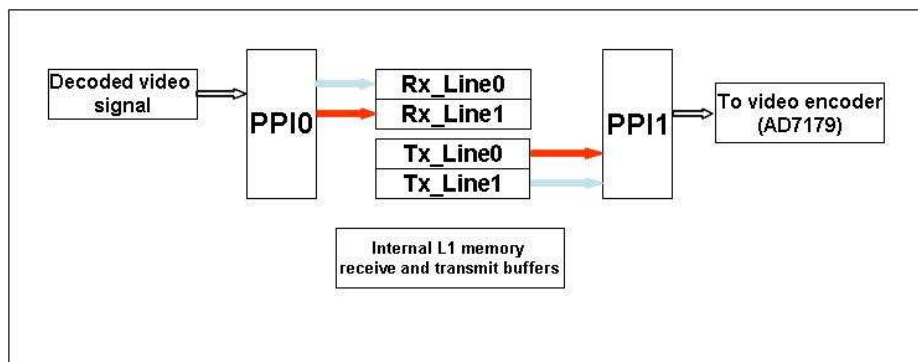 Decoded video
signal
PPI0
Rx_Line0
Rx_Line1
Tx_Line0
Tx_Line1
PPI1
To video encoder
(AD7179)
Internal L1 memory
receive and transmit buffers